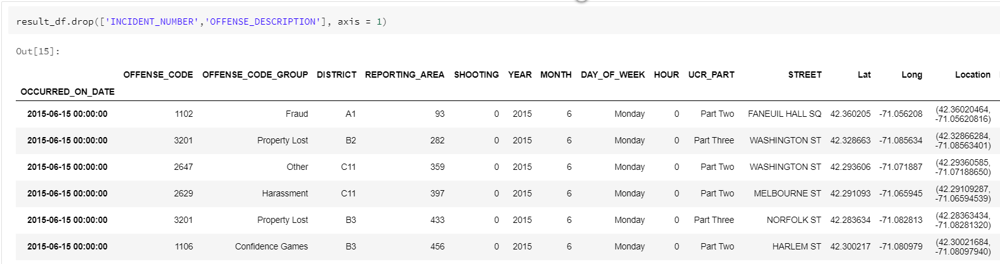 result_df.drop(['INCIDENT_NUMBER','OFFENSE_DESCRIPTION'], axis = 1)
Out[15]:
OFFENSE_CODE OFFENSE_CODE_GROUP DISTRICT REPORTING_AREA SHOOTING YEAR MONTH DAY_OF_WEEK HOUR UCR_PART STREET Lat Long Location
OCCURRED_ON_DATE
2015-06-15 00:00:00 1102 Fraud A1 93 0 2015 6 Monday 0 Part Two FANEUIL HALL SQ 42.360205 -71.056208 (42.36020464,
-71.05620816)
2015-06-15 00:00:00 3201 Property Lost B2 282 0 2015 6 Monday 0 Part Three WASHINGTON ST 42.328663 -71.085634 (42.32866284,
-71.08563401)
2015-06-15 00:00:00 2647 Other C11 359 0 2015 6 Monday 0 Part Two WASHINGTON ST 42.293606 -71.071887 (42.29360585,
-71.07188650)
2015-06-15 00:00:00 2629 Harassment C11 397 0 2015 6 Monday 0 Part Two MELBOURNE ST 42.291093 -71.065945 (42.29109287,
-71.06594539)
2015-06-15 00:00:00 3201 Property Lost B3 433 0 2015 6 Monday 0 Part Three NORFOLK ST 42.283634 -71.082813 (42.28363434,
-71.08281320)
2015-06-15 00:00:00 1106 Confidence Games B3 456 0 2015 6 Monday 0 Part Two HARLEM ST 42.300217 -71.080979 (42.30021684,
-71.08097940)